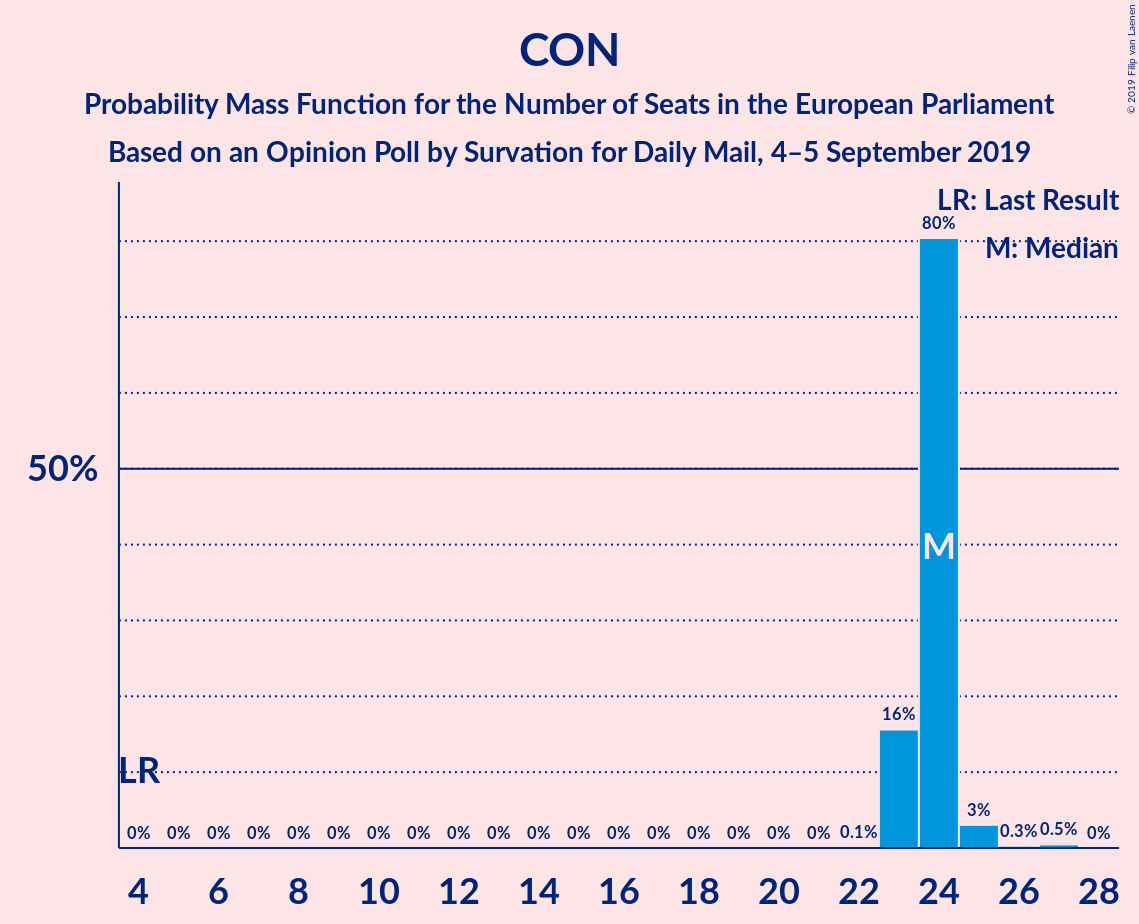 CON
Probability Mass Function for the Number of Seats in the European Parliament
Based on an Opinion Poll by Survation for Daily Mail, 4–5 September 2019
© 2019 Filip van Laenen
LR: Last Result
M: Median
80%
50%
M
16%
LR
3%
0% 0% 0% 0% 0% 0% 0% 0% 0% 0% 0% 0% 0% 0% 0% 0% 0% 0% 0.1% 0.3% 0.5% 0%
4 6 8 10 12 14 16 18 20 22 24 26 28